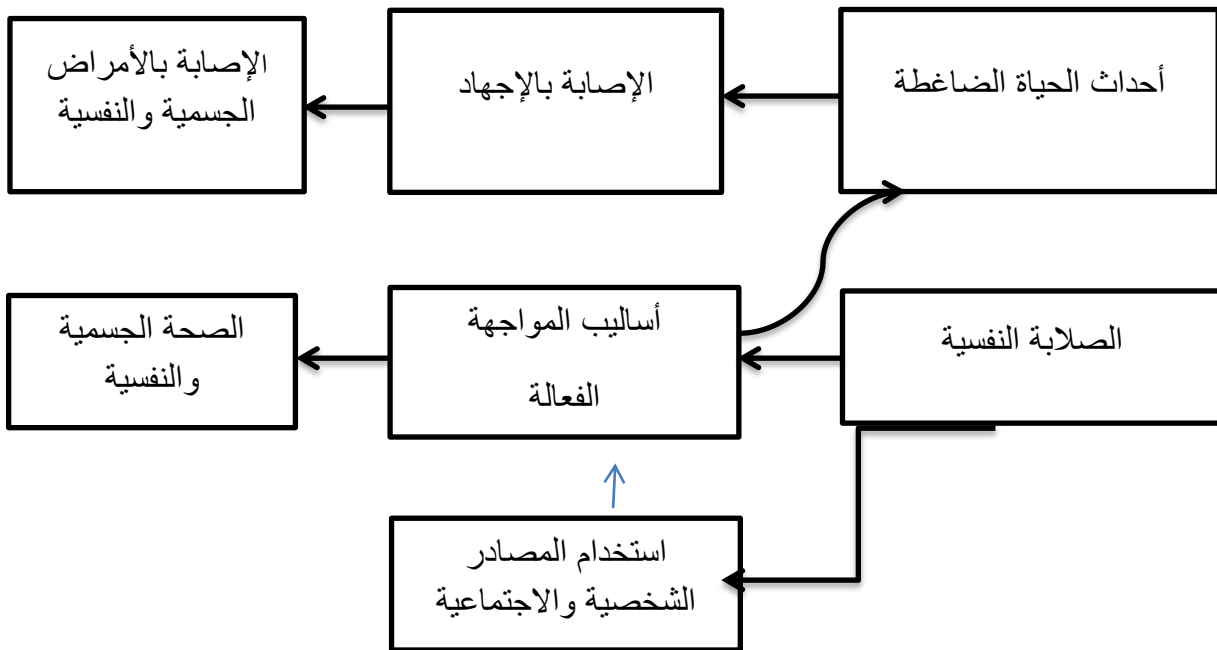 أحداث الحياة الضاغطة
الإصابة بالإجهاد
الإصابة بالأمراض
الجسمية والنفسية
الصلابة النفسية
أساليب المواجهة
الفعالة
الصحة الجسمية
والنفسية
استخدام المصادر
الشخصية والاجتماعية